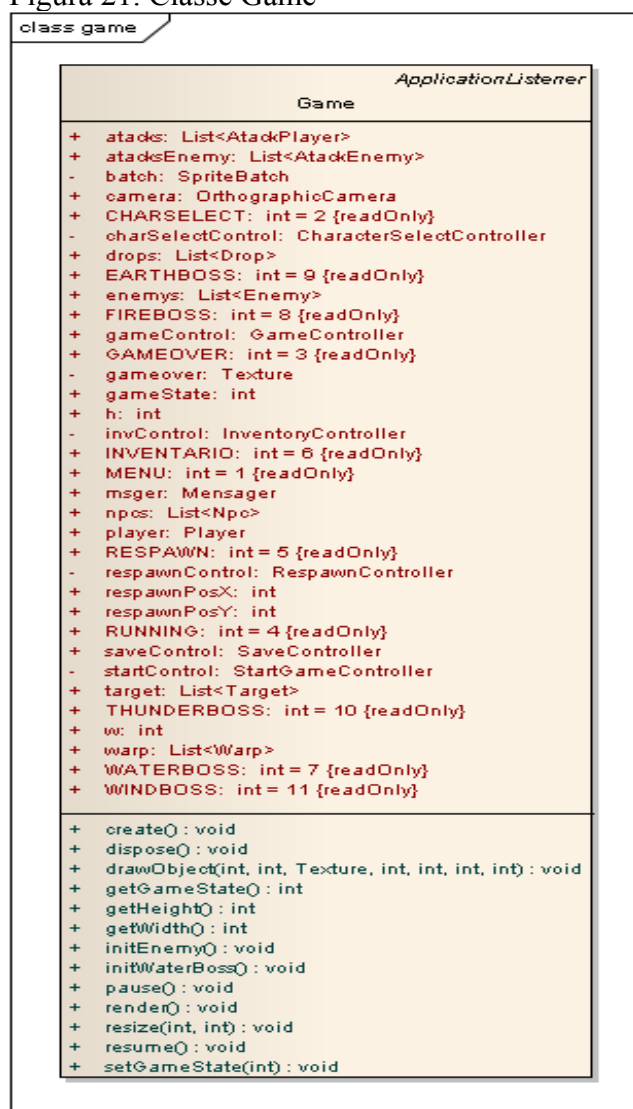 Figura 21: Classe Game
class game
ApplicationListener
Game
+ atacks: List<AtackPlayer>
+ atacksEnemy: List<AtackEnemy>
- batch: SpriteBatch
+ camera: OrthographicCamera
+ CHARSELECT: int = 2 {readOnly}
- charSelectControl: CharacterSelectController
+ drops: List<Drop>
+ EARTHBOSS: int = 9 {readOnly}
+ enemys: List<Enemy>
+ FIREBOSS: int = 8 {readOnly}
+ gameControl: GameController
+ GAMEOVER: int = 3 {readOnly}
- gameover: Texture
+ gameState: int
+ h: int
- invControl: InventoryController
+ INVENTARIO: int = 6 {readOnly}
+ MENU: int = 1 {readOnly}
+ msger: Mensager
+ npcs: List<Npc>
+ player: Player
+ RESPAWN: int = 5 {readOnly}
- respawnControl: RespawnController
+ respawnPosX: int
+ respawnPosY: int
+ RUNNING: int = 4 {readOnly}
+ saveControl: SaveController
- startControl: StartGameController
+ target: List<Target>
+ THUNDERBOSS: int = 10 {readOnly}
+ w: int
+ warp: List<Warp>
+ WATERBOSS: int = 7 {readOnly}
+ WINDBOSS: int = 11 {readOnly}
+ create() : void
+ dispose() : void
+ drawObject(int, int, Texture, int, int, int, int) : void
+ getGameState() : int
+ getHeight() : int
+ getWidth() : int
+ initEnemy() : void
+ initWaterBoss() : void
+ pause() : void
+ render() : void
+ resize(int, int) : void
+ resume() : void
+ setGameState(int) : void